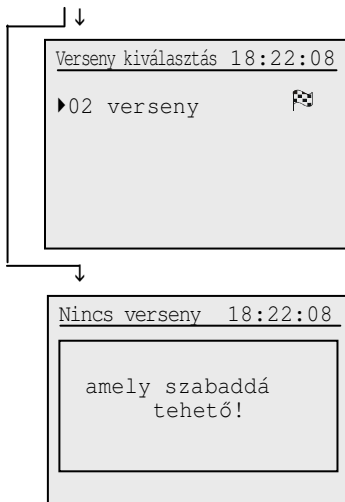 Verseny kiválasztás 18:22:08
02 verseny
Nincs verseny 18:22:08
amely szabaddá
tehető!